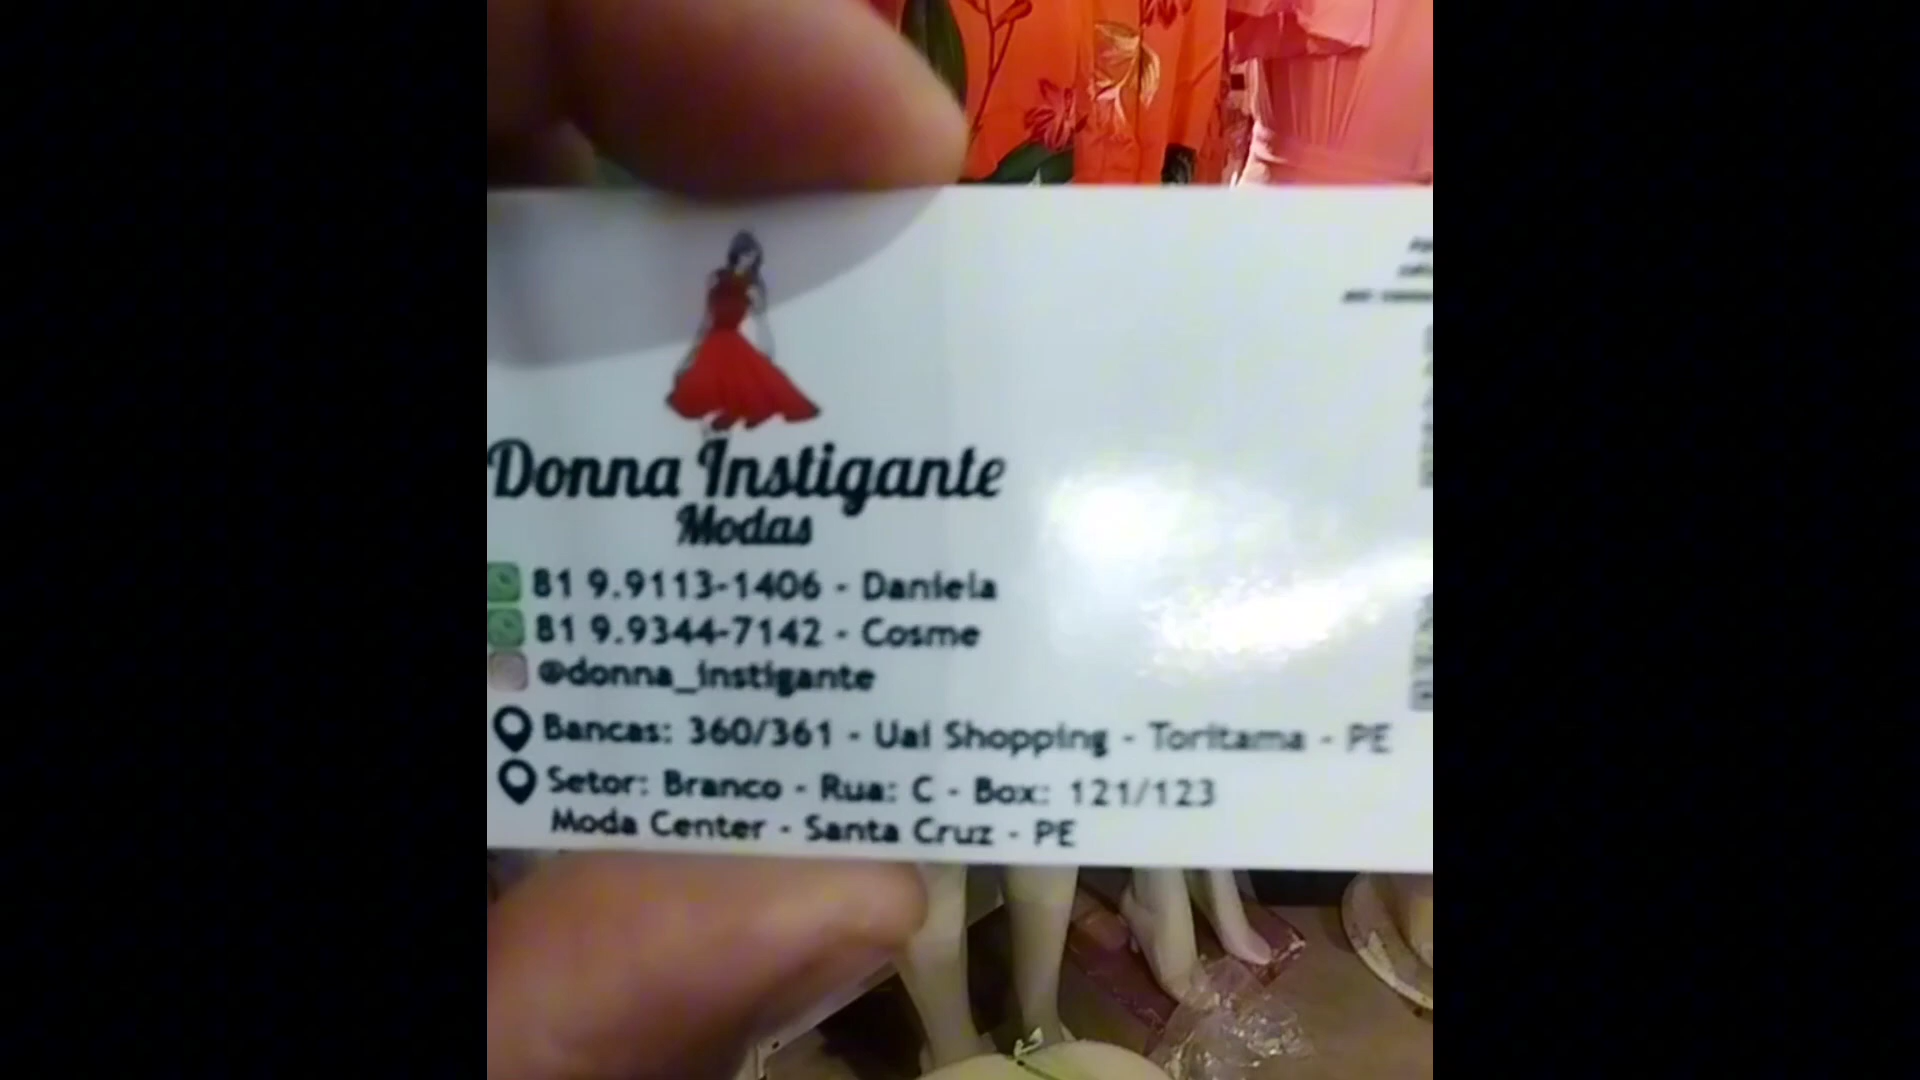 Donna Instigante
Modas
81 9.9113-1406 - Daniela
81 9.9344-7142 - Cosme
@donna_instigante
Bancas: 360/361 - Uai Shopping - Toritama - PE
Setor: Branco - Rua: C - Box: 121/123
Moda Center - Santa Cruz - PE